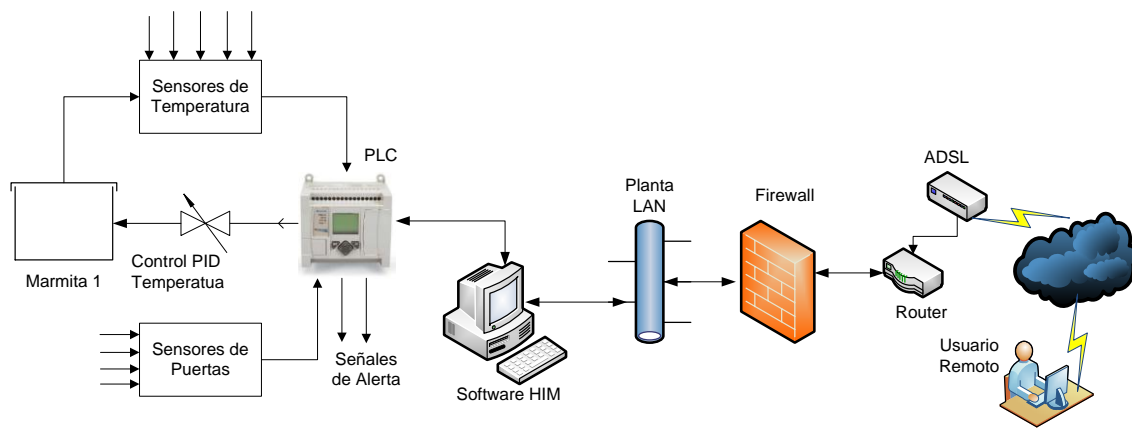 Sensores de
Temperatura
PLC
Marmita 1
Control PID
Temperatua
Sensores de
Puertas
Señales
de Alerta
Software HIM
Planta
LAN
Firewall
ADSL
Router
Usuario
Remoto